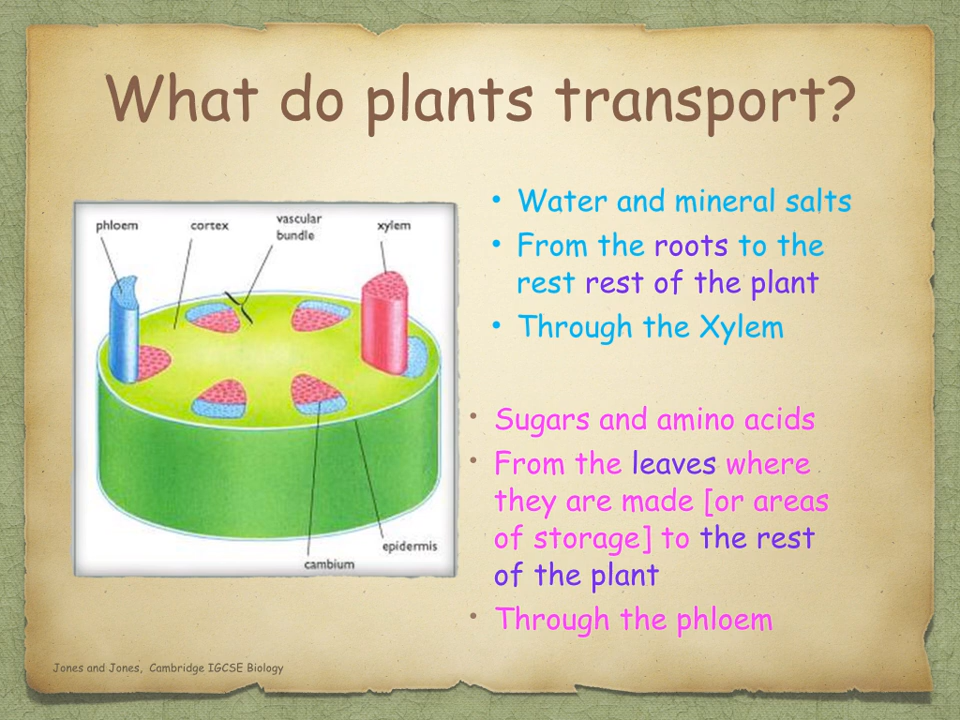 What do plants transport?
phloem
cortex
vascular
bundle
xylem
epidermis
cambium
• Water and mineral salts
• From the roots to the
rest rest of the plant
• Through the Xylem
• Sugars and amino acids
• From the leaves where
they are made [or areas
of storage] to the rest
of the plant
• Through the phloem
Jones and Jones, Cambridge IGCSE Biology